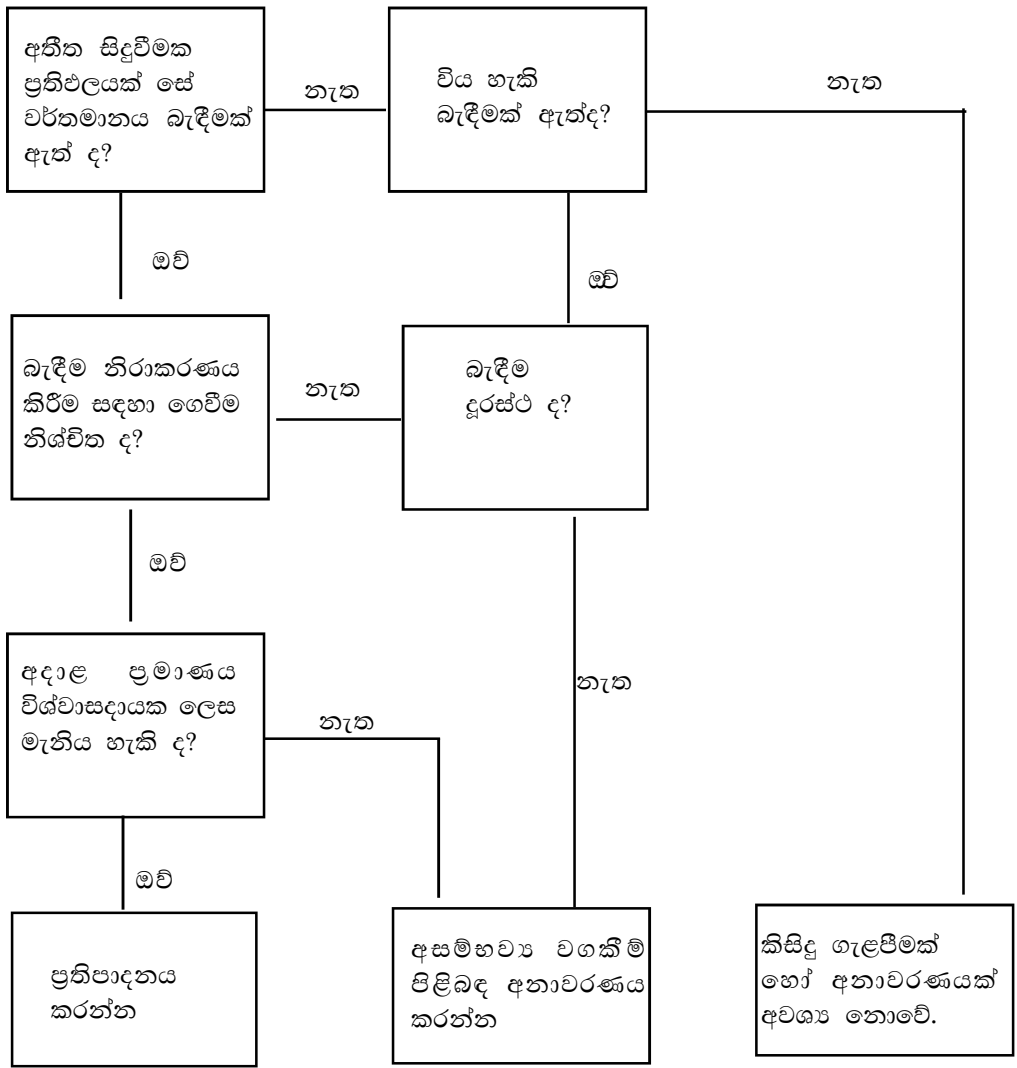 අතීත සිදුවීමක
ප්‍රතිඵලයක් සේ
වර්තමානය බැඳීමක්
ඇත් ද?
නැත
විය හැකි
බැඳීමක් ඇත්ද?
නැත
ඔව්
ඔව්
බැඳීම නිරාකරණය
කිරීම සඳහා ගෙවීම
නිශ්චිත ද?
නැත
බැඳීම
දූරස්ථ ද?
ඔව්
නැත
අදාළ ප්‍රමාණය
විශ්වාසදායක ලෙස
මැනිය හැකි ද?
නැත
ඔව්
ප්‍රතිපාදනය
කරන්න
අසම්භව්‍ය වගකීම්
පිළිබඳ අනාවරණය
කරන්න
කිසිදු ගැළපීමක්
හෝ අනාවරණයක්
අවශ්‍ය නොවේ.